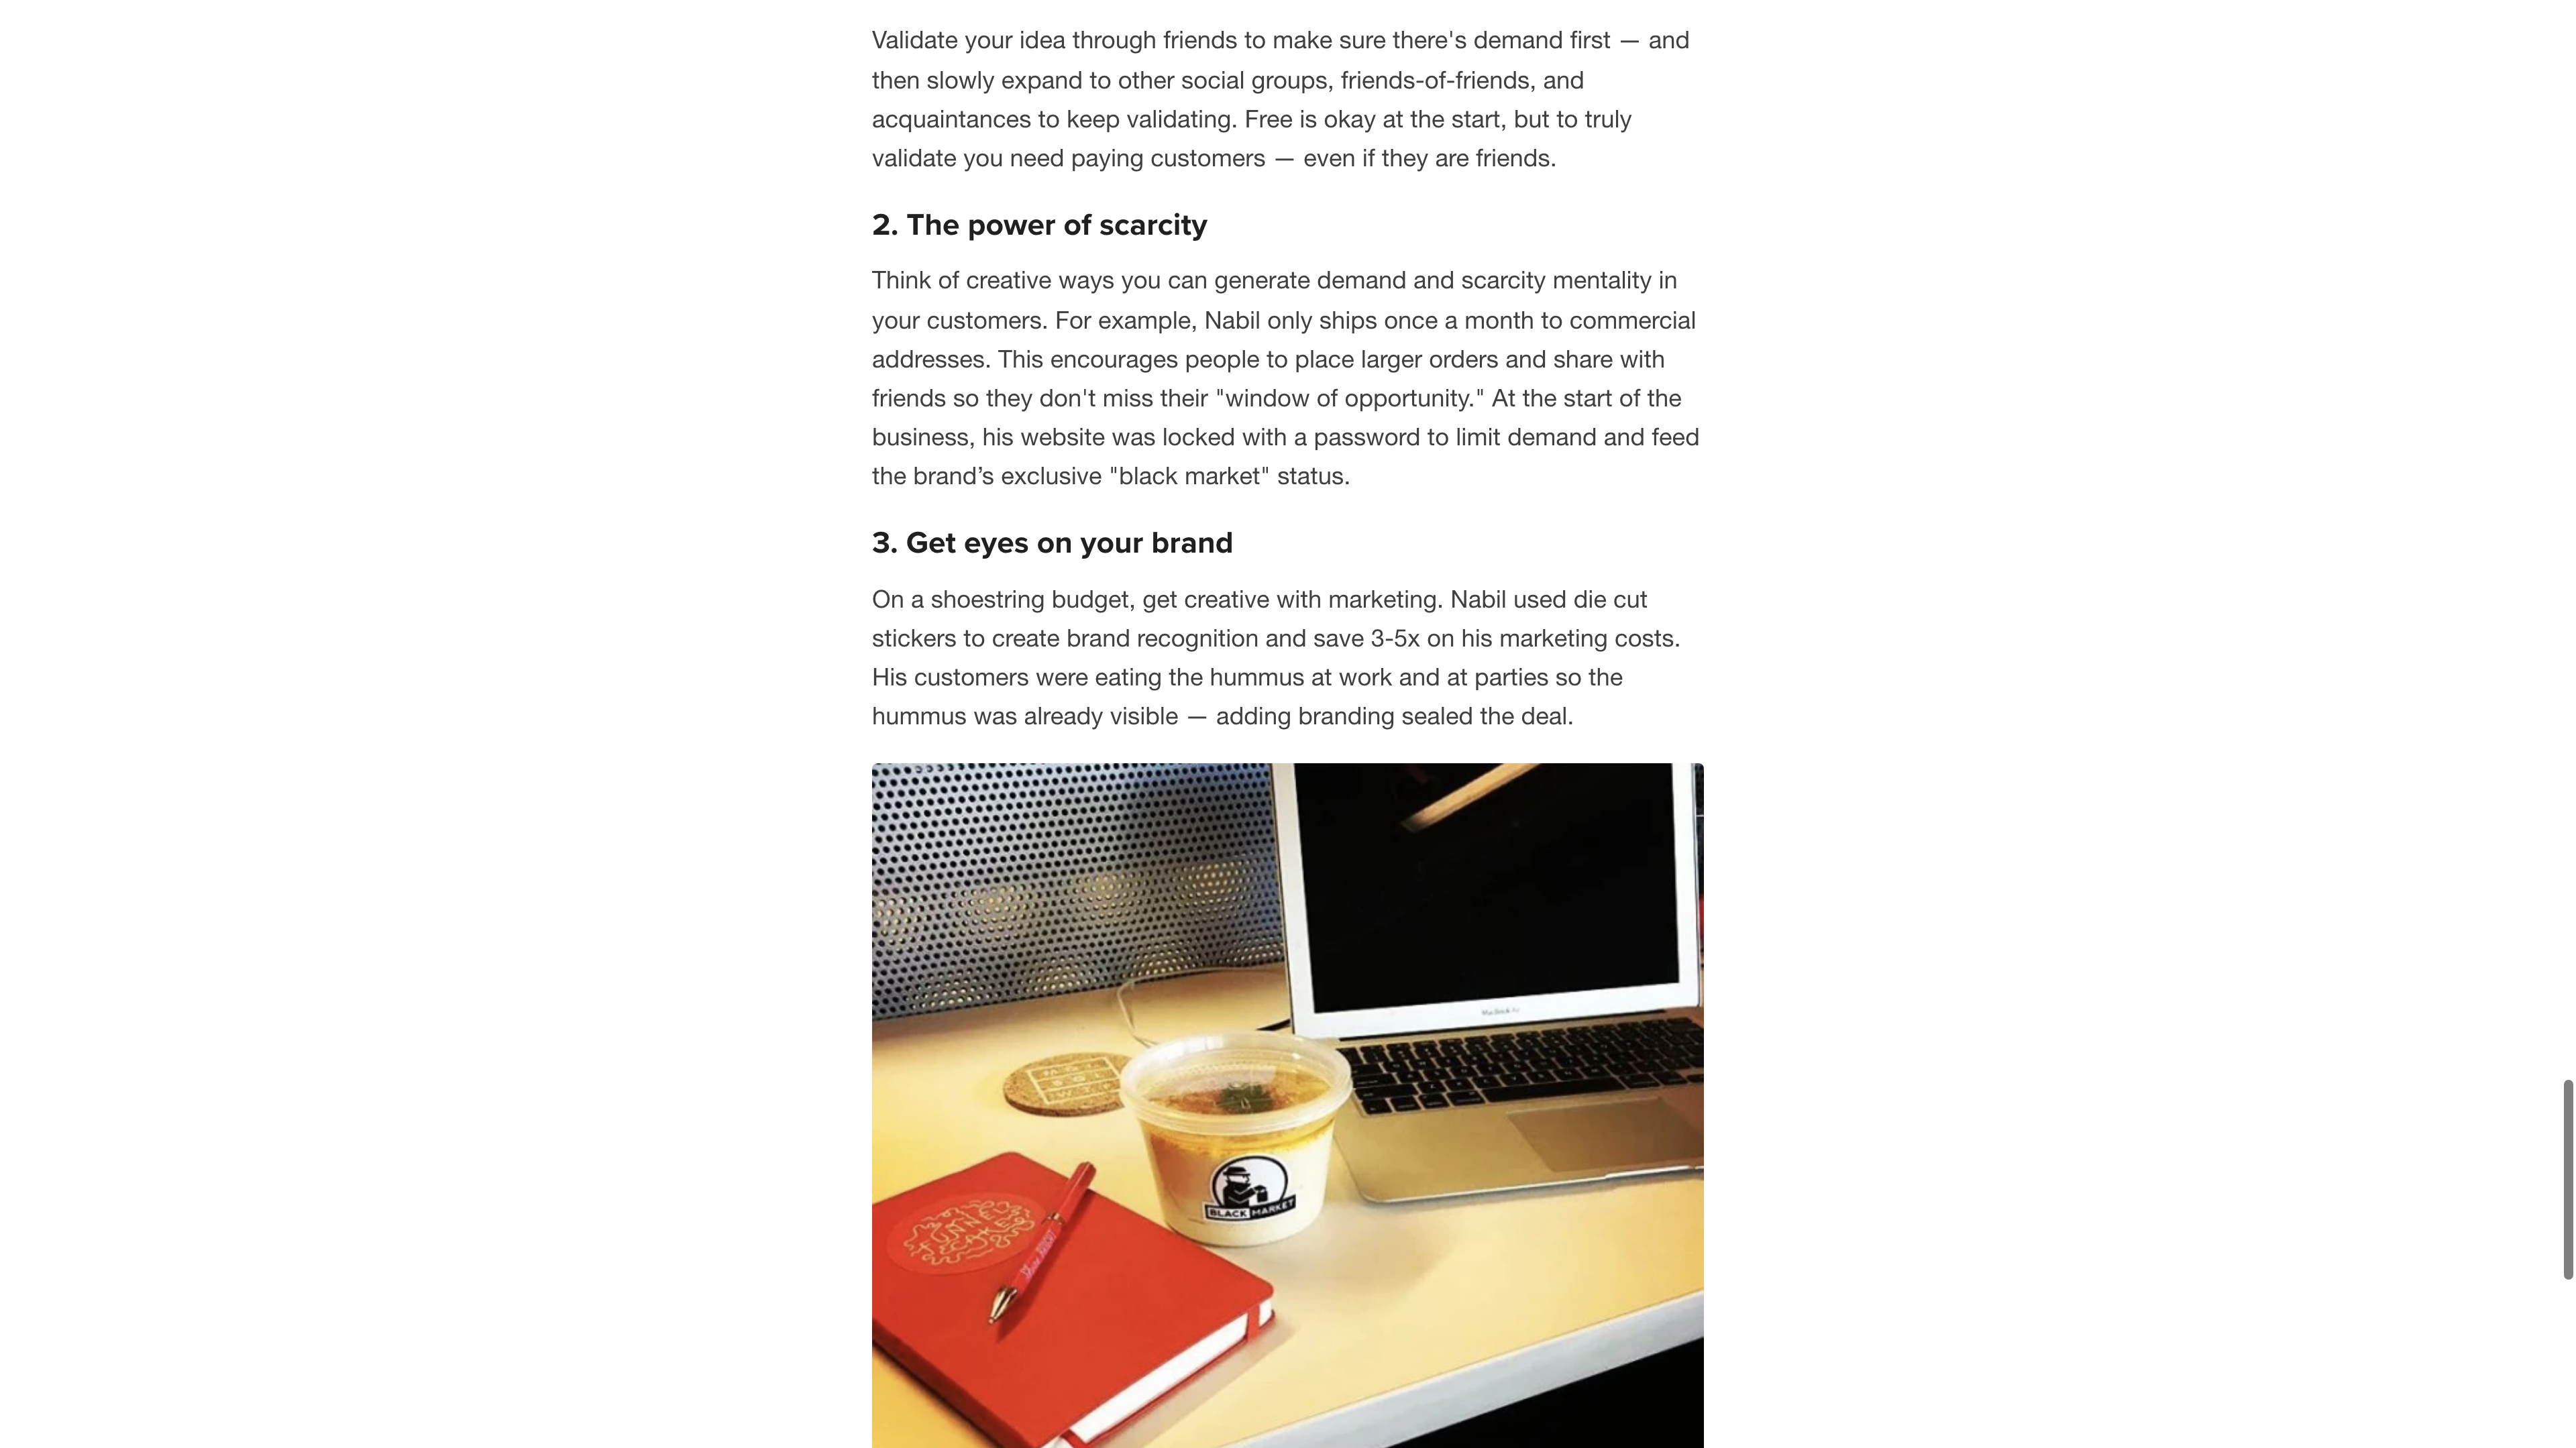 Validate your idea through friends to make sure there's demand first — and
then slowly expand to other social groups, friends-of-friends, and
acquaintances to keep validating. Free is okay at the start, but to truly
validate you need paying customers — even if they are friends.
2. The power of scarcity
Think of creative ways you can generate demand and scarcity mentality in
your customers. For example, Nabil only ships once a month to commercial
addresses. This encourages people to place larger orders and share with
friends so they don't miss their "window of opportunity." At the start of the
business, his website was locked with a password to limit demand and feed
the brand’s exclusive "black market" status.
3. Get eyes on your brand
On a shoestring budget, get creative with marketing. Nabil used die cut
stickers to create brand recognition and save 3-5x on his marketing costs.
His customers were eating the hummus at work and at parties so the
hummus was already visible — adding branding sealed the deal.
MacBook Air
BLACK MARKET
FUNNEL